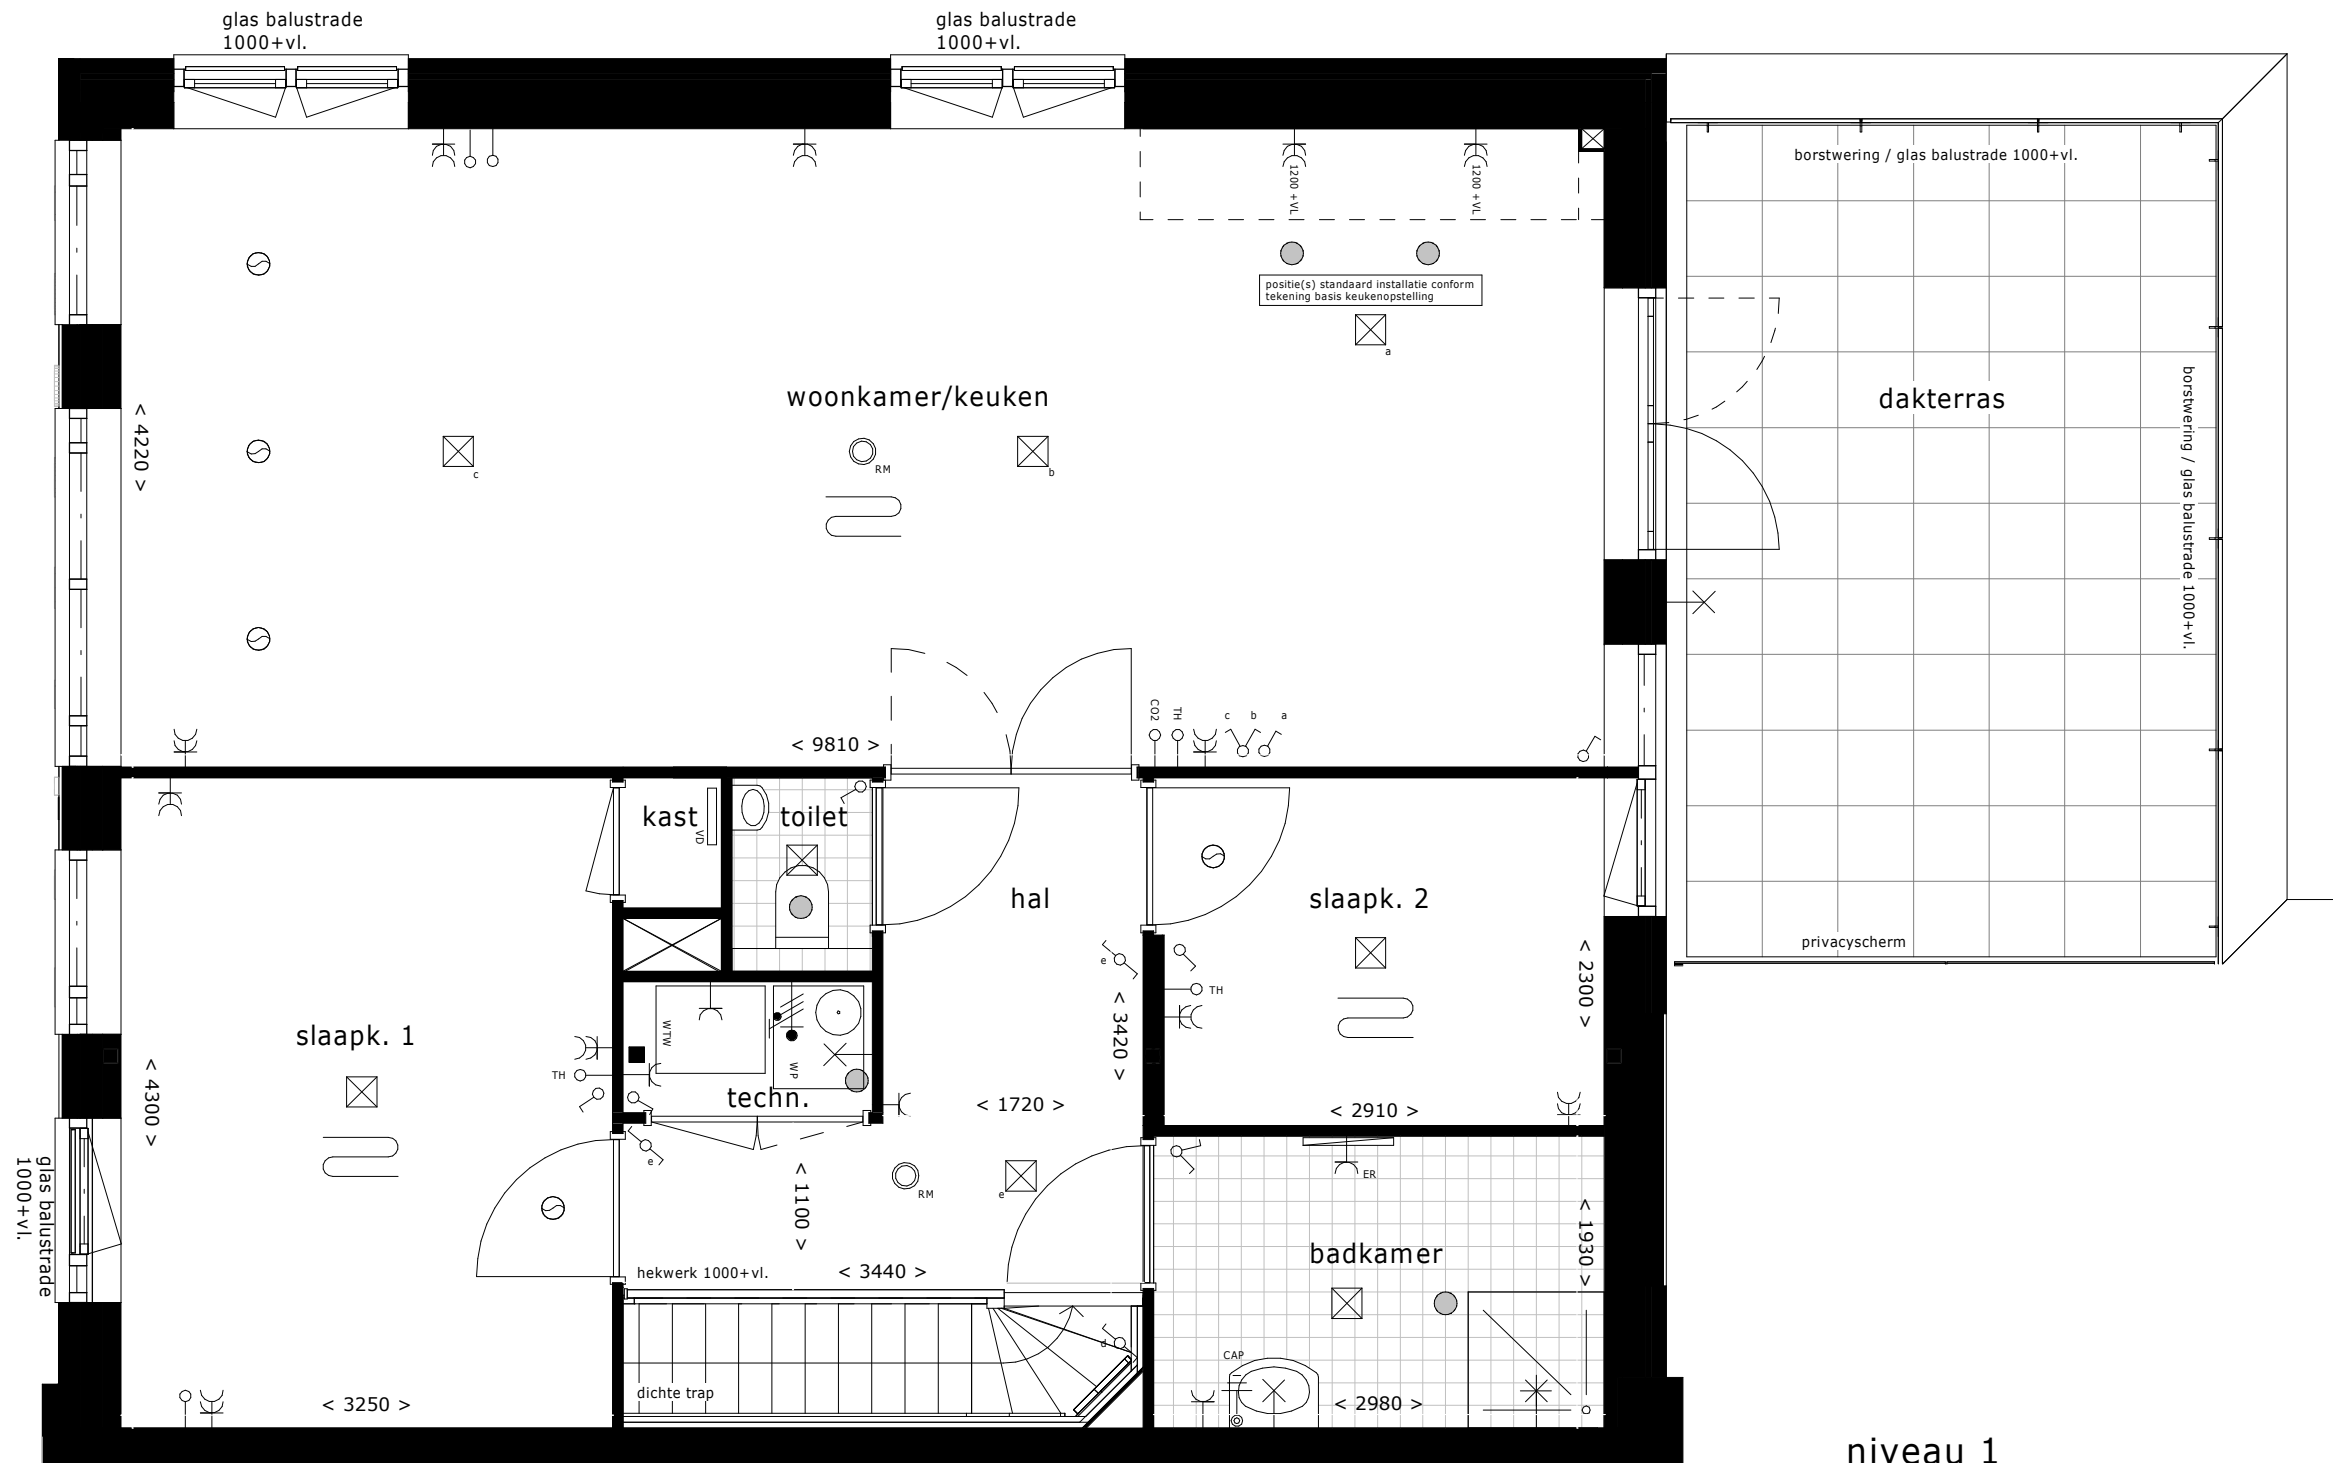 glas balustrade
1000+vl.
glas balustrade
1000+vl.
borstwering / glas balustrade 1000+vl.
1200 +VL
1200 +VL
positie(s) standaard installatie conform
tekening basis keukenopstelling
a
woonkamer/keuken
dakterras
borstwering / glas balustrade 1000+vl.
< 4220 >
c
RM
b
CO2
TH
c
b
a
< 9810 >
kast
VD
toilet
hal
slaapk. 2
privacyscherm
e
< 2300 >
TH
< 3420 >
slaapk. 1
WTW
WP
TH
techn.
< 4300 >
< 1720 >
< 2910 >
e
< 1100 >
RM
e
ER
glas balustrade
1000+vl.
< 1930 >
badkamer
hekwerk 1000+vl.
< 3440 >
d
CAP
dichte trap
< 3250 >
< 2980 >
niveau 1